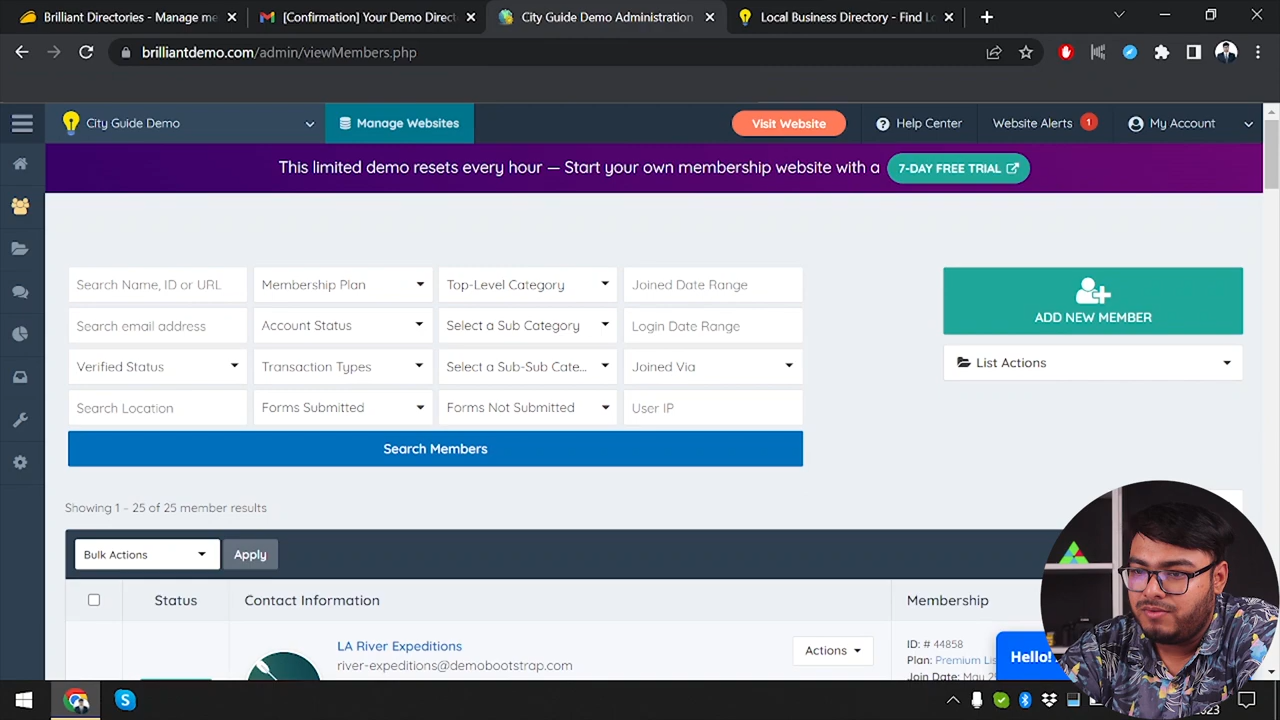 Brilliant Directories - Manage me
[Confirmation] Your Demo Direct
City Guide Demo Administration
Local Business Directory - Find Lo
brilliantdemo.com/admin/viewMembers.php
City Guide Demo
Manage Websites
Visit Website
Help Center
Website Alerts 1
My Account
This limited demo resets every hour — Start your own membership website with a 7-DAY FREE TRIAL
Search Name, ID or URL
Membership Plan
Top-Level Category
Joined Date Range
Search email address
Account Status
Select a Sub Category
Login Date Range
Verified Status
Transaction Types
Select a Sub-Sub Cate...
Joined Via
Search Location
Forms Submitted
Forms Not Submitted
User IP
Search Members
ADD NEW MEMBER
List Actions
Showing 1 - 25 of 25 member results
Bulk Actions
Apply
Status
Contact Information
Membership
LA River Expeditions
river-expeditions@demobootstrap.com
Actions
ID: # 44858
Plan: Premium Lis
Join Date: May 2
Hello!